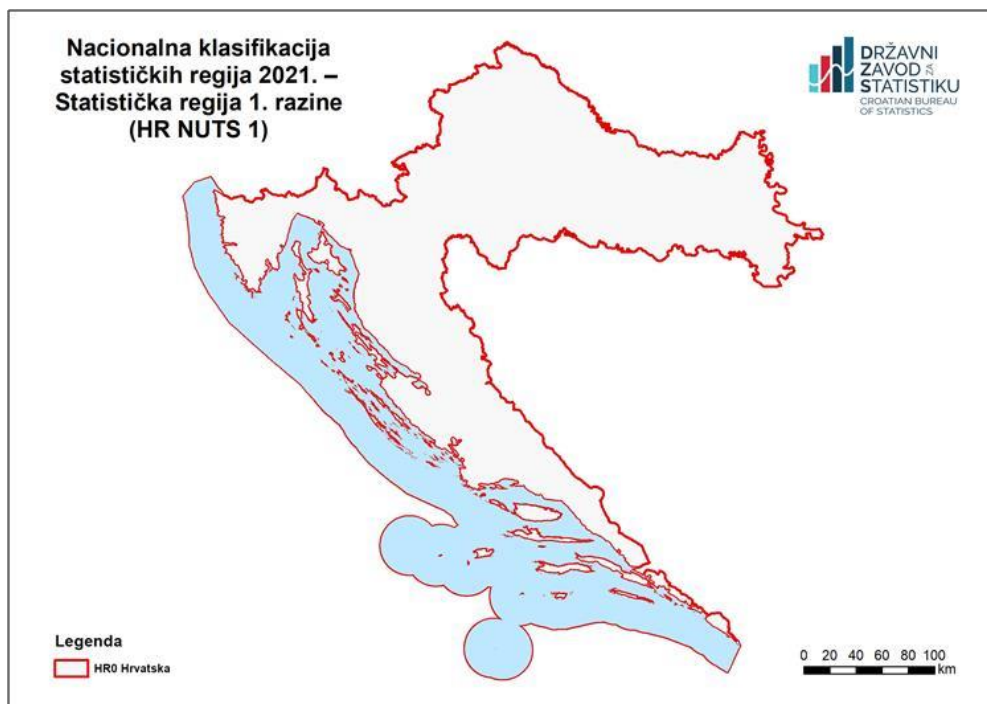 Nacionalna klasifikacija
statističkih regija 2021. –
Statistička regija 1. razine
(HR NUTS 1)
DRŽAVNI
ZAVOD ZA
STATISTIKU
CROATIAN BUREAU
OF STATISTICS
Legenda
HR0 Hrvatska
0 20 40 60 80 100
km